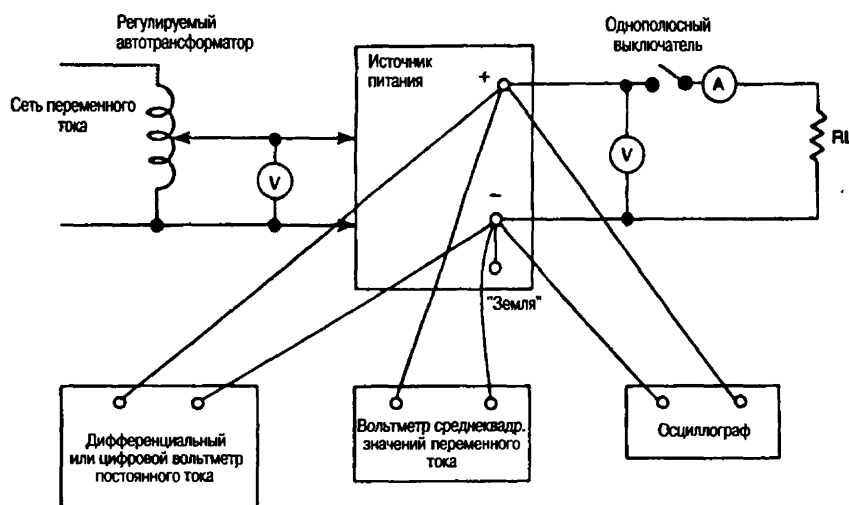 Регулируемый
автотрансформатор
Сеть переменного
тока
V
Источник
питания
+
−
"Земля"
Однополюсный
выключатель
A
V
RL
Дифференциальный
или цифровой вольтметр
постоянного тока
Вольтметр среднеквадр.
значений переменного
тока
Осциллограф